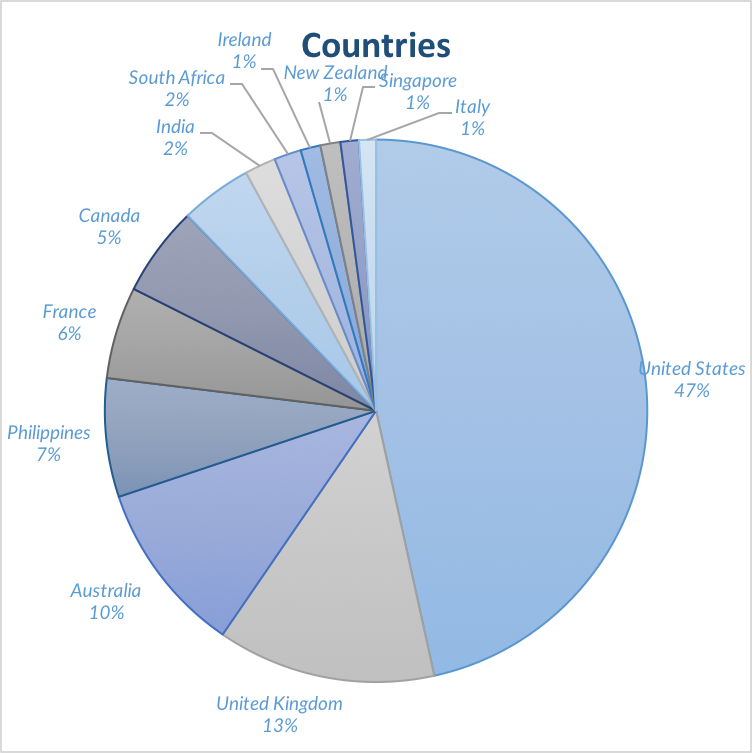 Countries
Ireland
1%
New Zealand
1%
Singapore
1%
Italy
1%
South Africa
2%
India
2%
Canada
5%
France
6%
Philippines
7%
Australia
10%
United Kingdom
13%
United States
47%